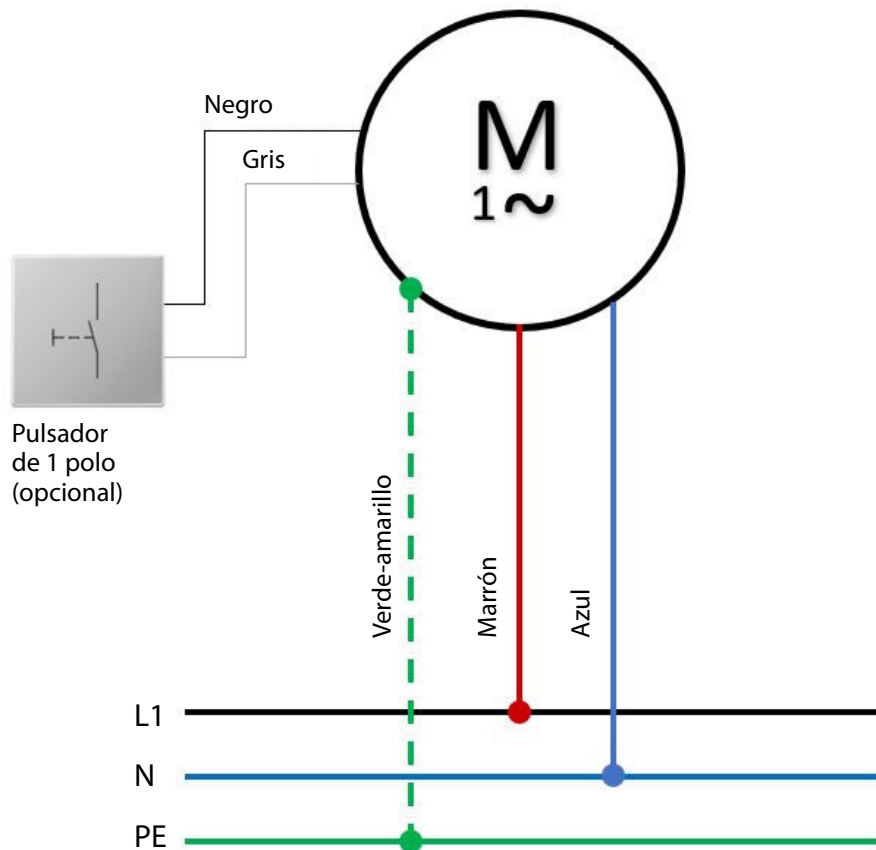 Negro
Gris
M
1~
Pulsador
de 1 polo
(opcional)
Verde-amarillo
Marrón
Azul
L1
N
PE